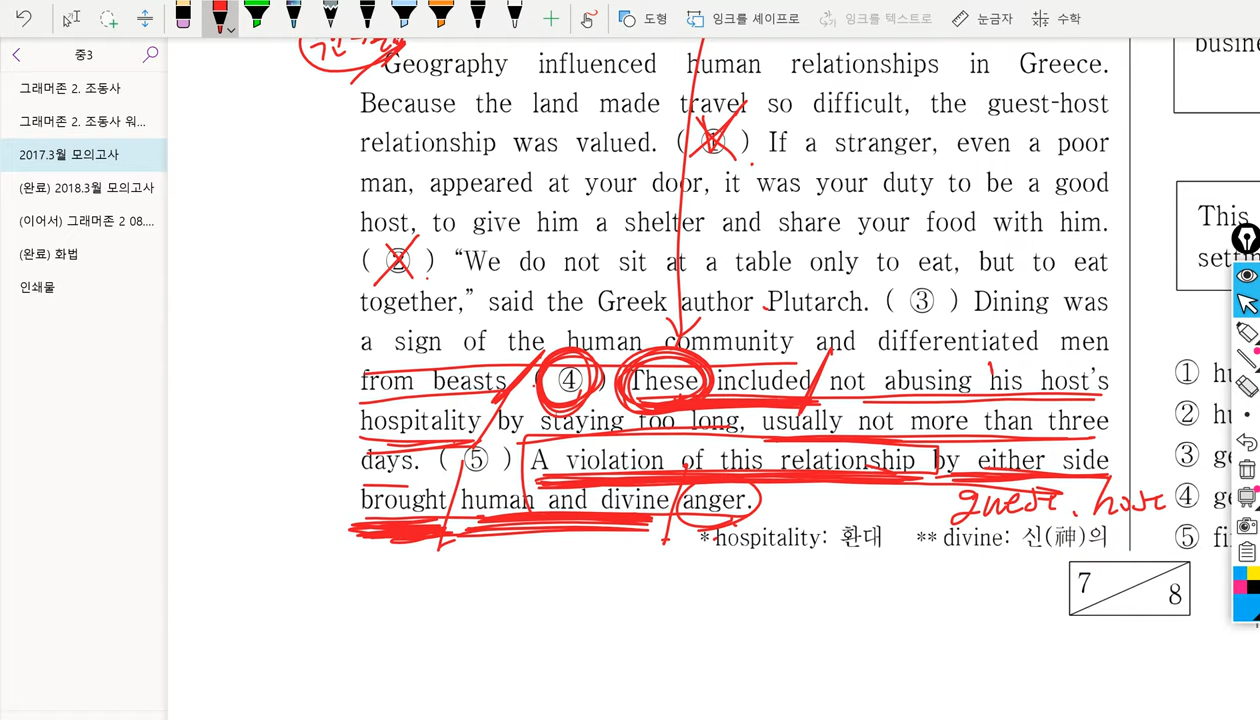 도형
잉크를 셰이프로
잉크를 텍스트로
눈금자
수학
중3
그래머존 2. 조동사
그래머존 2. 조동사 워...
2017.3월 모의고사
(완료) 2018.3월 모의고사
(이어서) 그래머존 2 08....
(완료) 화법
인쇄물
Geography influenced human relationships in Greece.
Because the land made travel so difficult, the guest-host
relationship was valued. ( ① ) If a stranger, even a poor
man, appeared at your door, it was your duty to be a good
host, to give him a shelter and share your food with him.
( ② ) “We do not sit at a table only to eat, but to eat
together,” said the Greek author Plutarch. ( ③ ) Dining was
a sign of the human community and differentiated men
from beasts. ( ④ ) These included not abusing his host's
hospitality by staying too long, usually not more than three
days. ( ⑤ ) A violation of this relationship by either side
brought human and divine anger.
guest. host
*hospitality: 환대 ** divine: 신(神)의
7
8
busine
This
settin
① hu
② hu
③ ge
④ ge
⑤ fi